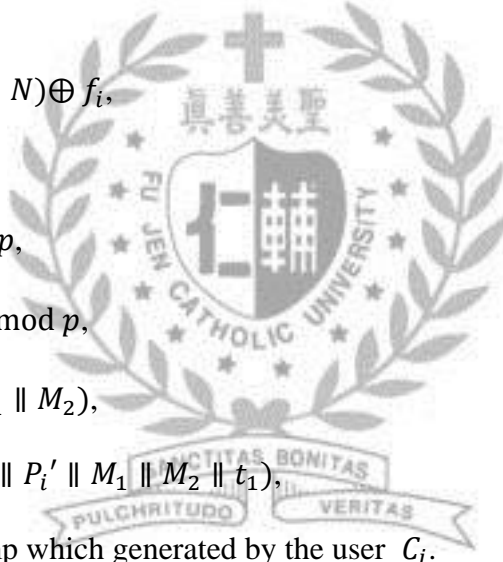 N)⊕ f_i,
真善美聖
FU JEN CATHOLIC UNIVERSITY
仁
p,
mod p,
∥ M_2),
∥ P_i′ ∥ M_1 ∥ M_2 ∥ t_1),
SANCTITAS BONITAS
PULCHRITUDO VERITAS
which generated by the user C_i.